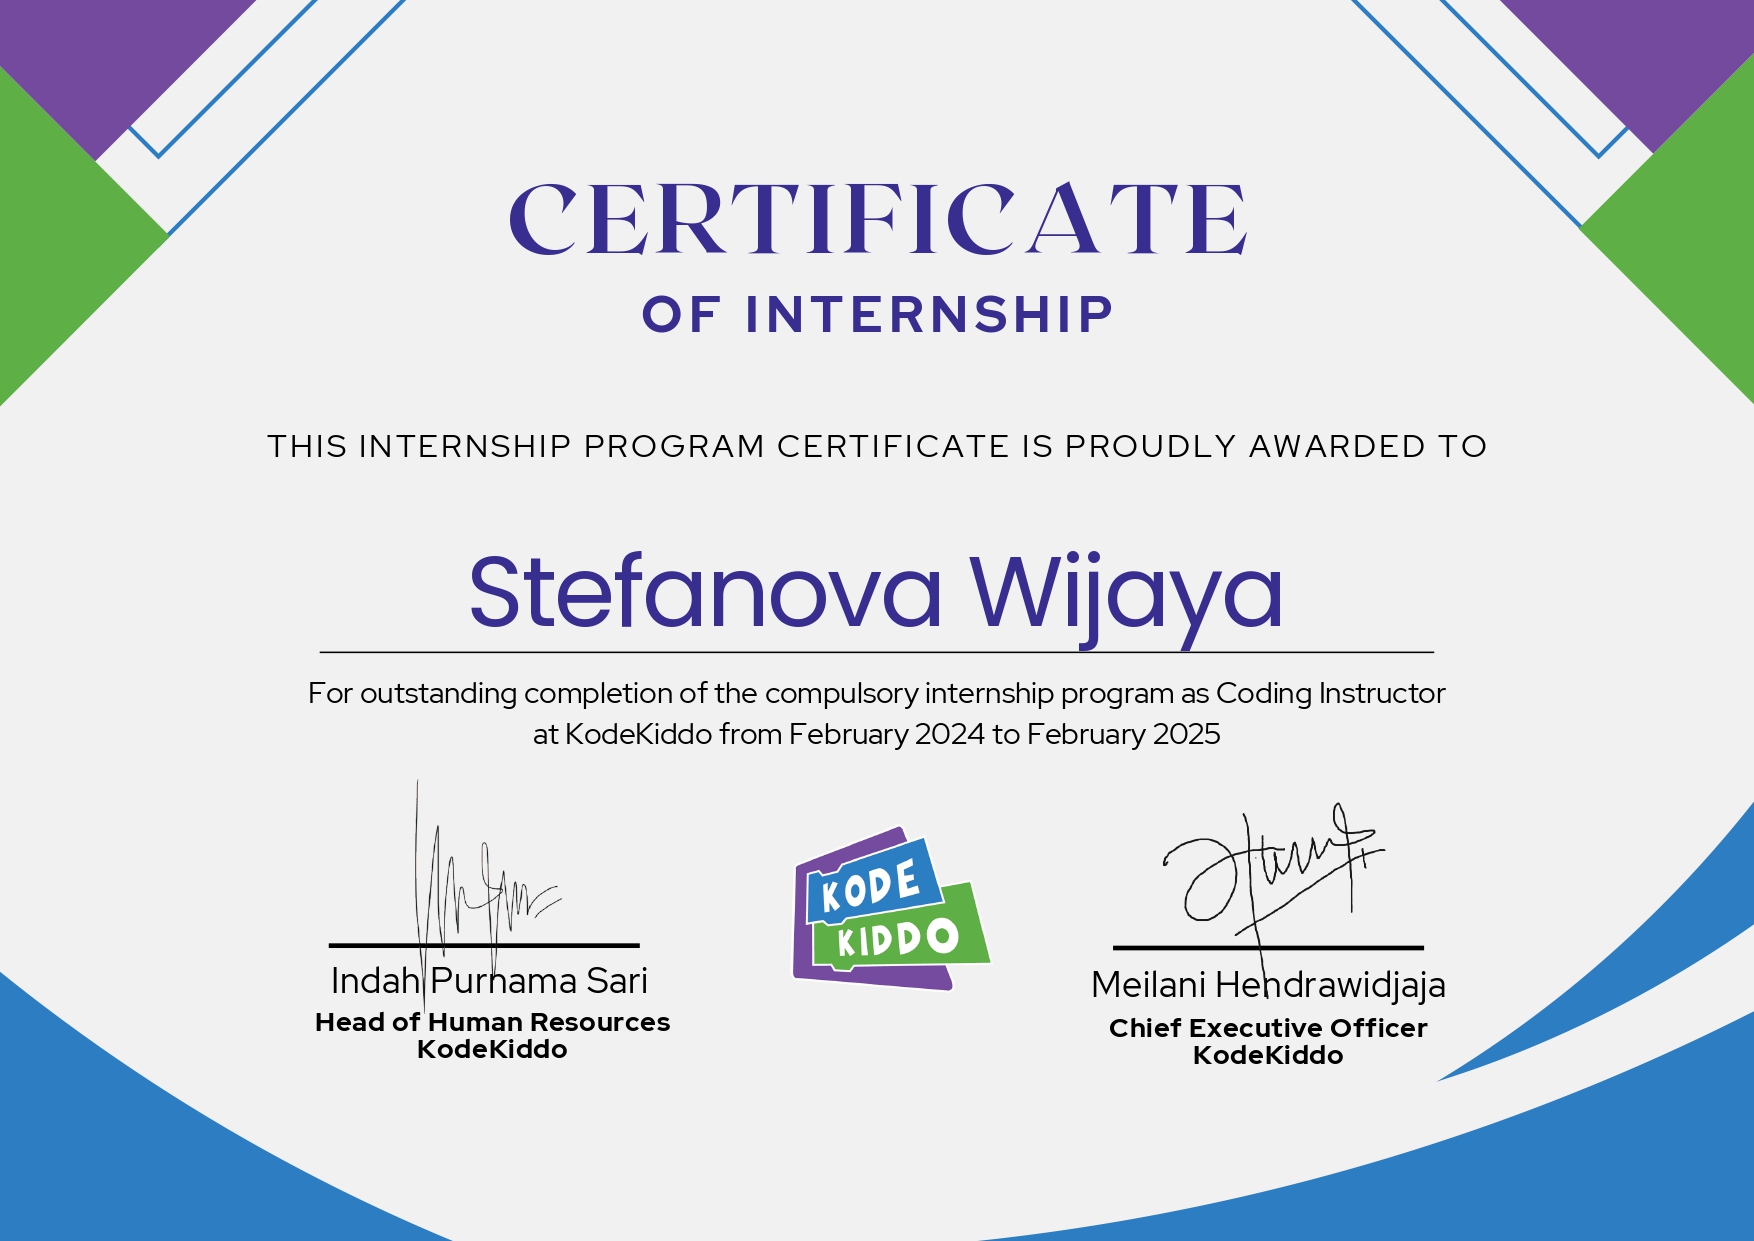 CERTIFICATE
OF INTERNSHIP
THIS INTERNSHIP PROGRAM CERTIFICATE IS PROUDLY AWARDED TO
Stefanova Wijaya
For outstanding completion of the compulsory internship program as Coding Instructor
at KodeKiddo from February 2024 to February 2025
KODE
KIDDO
Indah Purnama Sari
Head of Human Resources
KodeKiddo
Meilani Hendrawidjaja
Chief Executive Officer
KodeKiddo